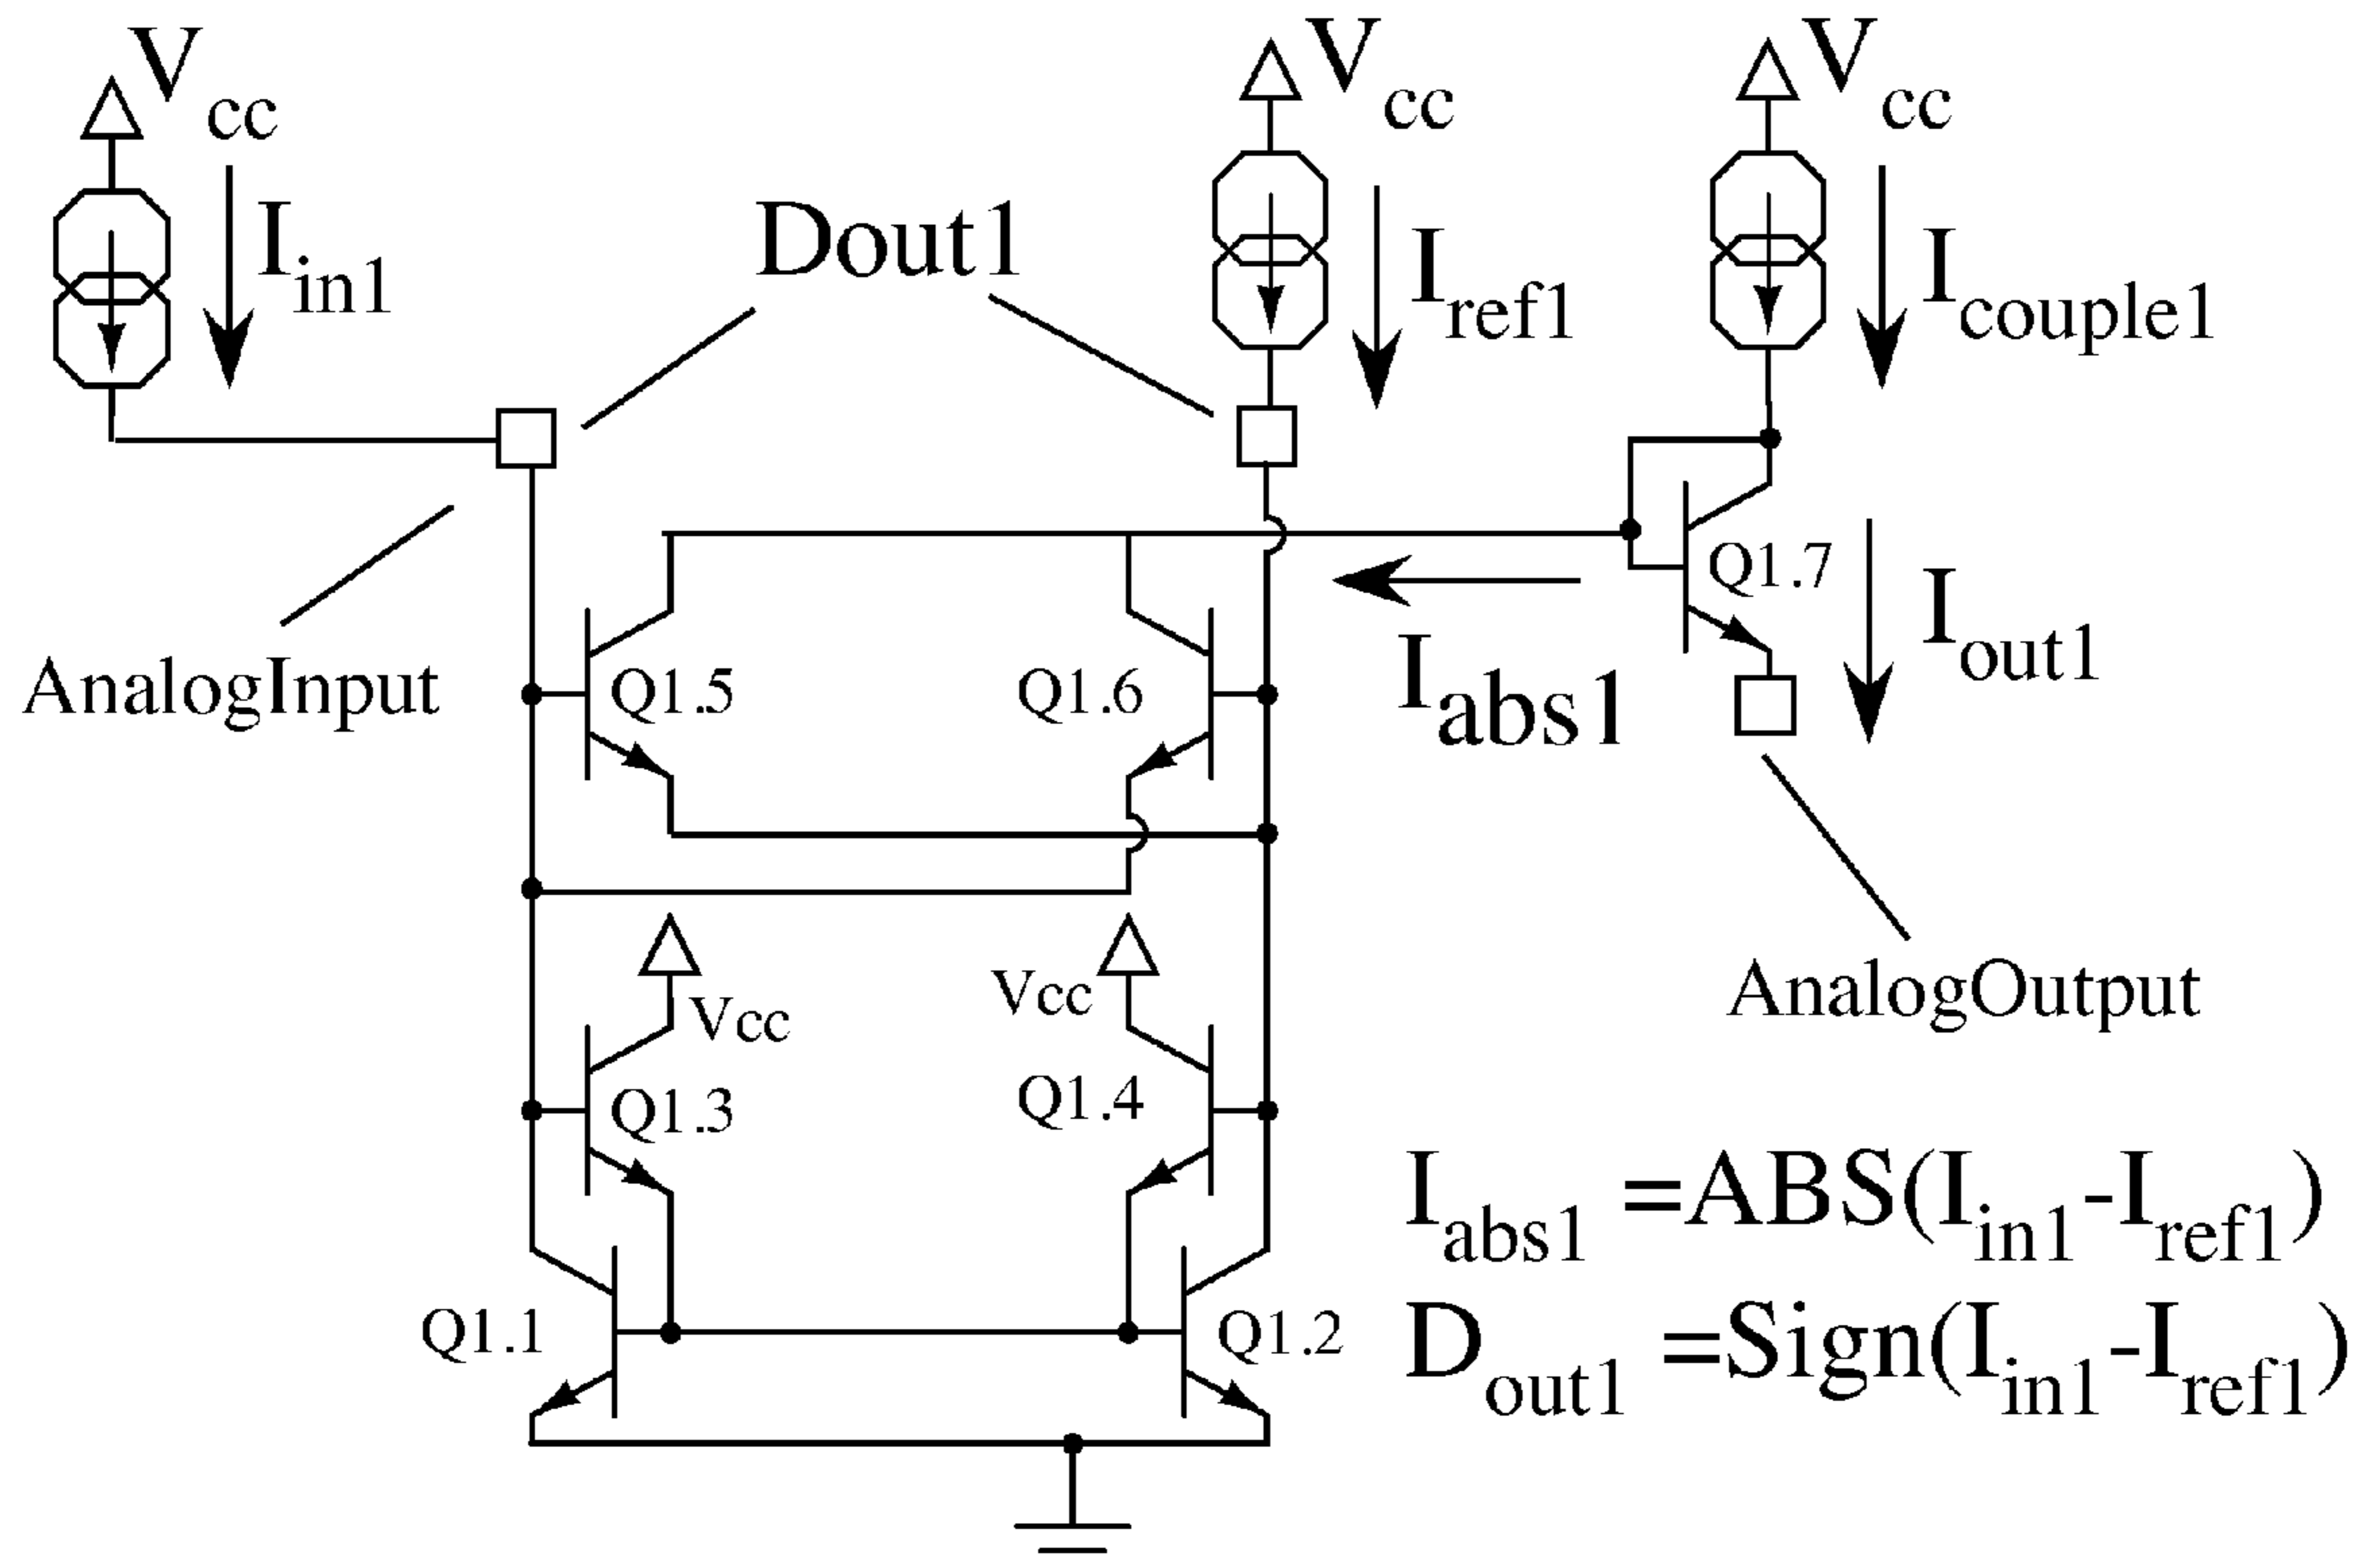 Vcc
Vcc
Vcc
Iin1
Dout1
Iref1
Icouple1
Q1.7
Iout1
AnalogInput
Q1.5
Q1.6
Iabs1
Vcc
Vcc
AnalogOutput
Q1.3
Q1.4
Iabs1 =ABS(Iin1-Iref1)
Q1.1
Q1.2
Dout1 =Sign(Iin1-Iref1)